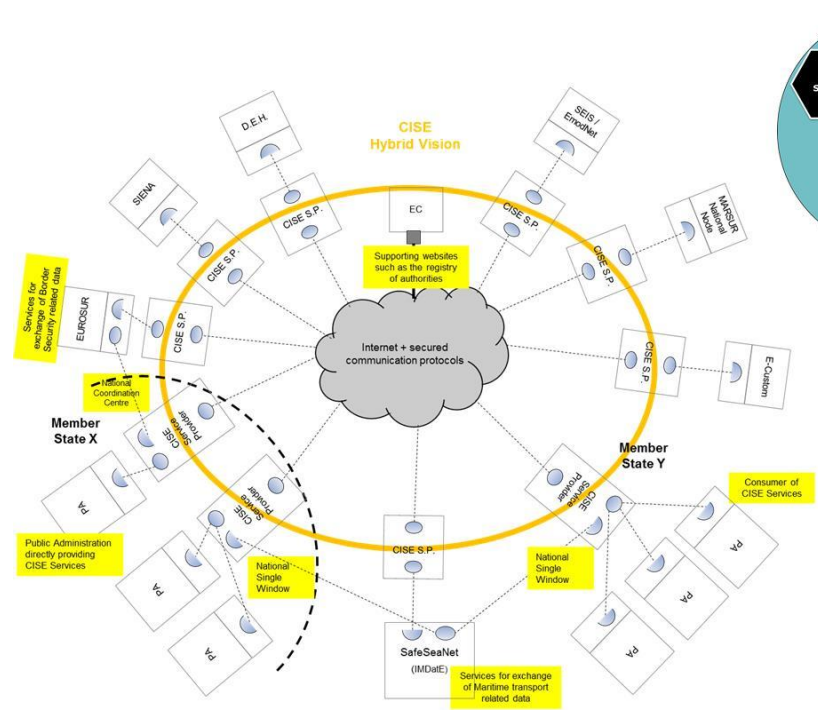 S
D.E.H.
CISE
Hybrid Vision
SEIS /
EmodNet
SIENA
CISE S.P.
EC
CISE S.P.
MARSUR
National
Node
CISE S.P.
Supporting websites
such as the registry
of authorities
CISE S.P.
Services for
exchange of Border
Security related data
EUROSUR
CISE S.P.
Internet + secured
communication protocols
CISE S.P.
E-Custom
National
Coordination
Centre
Member
State X
CISE
Service
Provider
Member
State Y
PA
CISE
Service
Provider
CISE
Service
Provider
Consumer of
CISE Services
Public Administration
directly providing
CISE Services
CISE S.P.
PA
National
Single
Window
National
Single
Window
PA
PA
PA
PA
SafeSeaNet
(IMDatE)
Services for exchange
of Maritime transport
related data